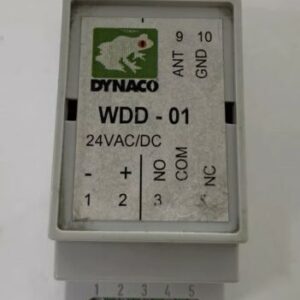 9 10
ANT
GND
DYNACO
WDD - 01
24VAC/DC
- +
NO
COM
NC
1 2 3
1 2 3 4 5